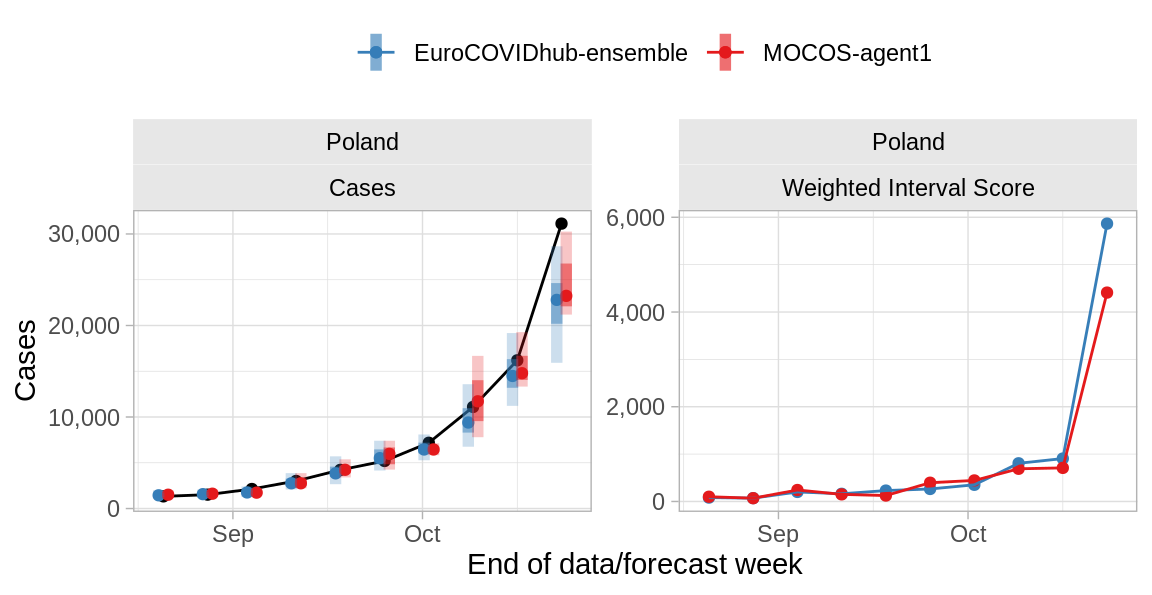 EuroCOVIDhub-ensemble MOCOS-agent1
Poland
Cases
30,000
20,000
10,000
0
Cases
Sep Oct
Poland
Weighted Interval Score
6,000
4,000
2,000
0
Sep Oct
End of data/forecast week